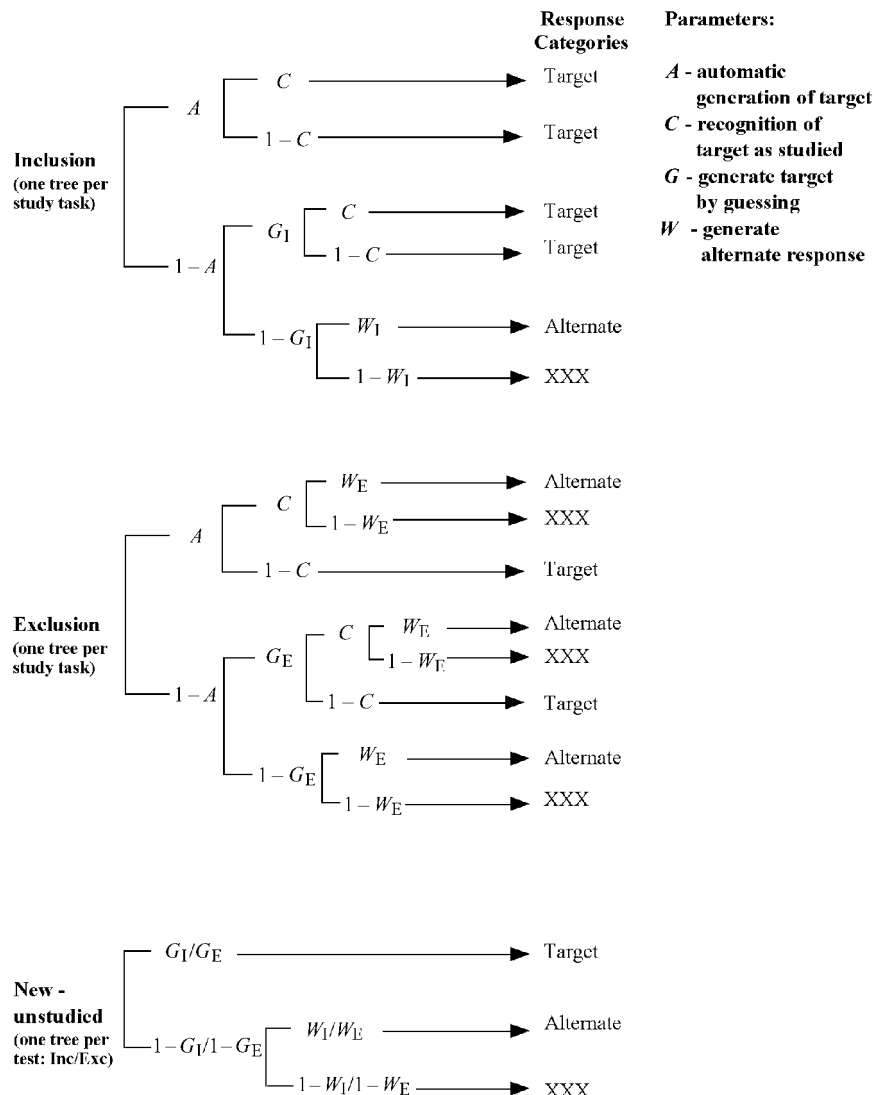 Response
Categories
Parameters:
A - automatic
generation of target
C - recognition of
target as studied
G - generate target
by guessing
W - generate
alternate response
Inclusion
(one tree per
study task)
A
C
Target
1 – C
Target
1 – A
G_I
C
Target
1 – C
Target
1 – G_I
W_I
Alternate
1 – W_I
XXX
Exclusion
(one tree per
study task)
A
C
W_E
Alternate
1 – W_E
XXX
1 – C
Target
1 – A
G_E
C
W_E
Alternate
1 – W_E
XXX
1 – C
Target
1 – G_E
W_E
Alternate
1 – W_E
XXX
New -
unstudied
(one tree per
test: Inc/Exc)
G_I/G_E
Target
1–G_I/1–G_E
W_I/W_E
Alternate
1–W_I/1–W_E
XXX